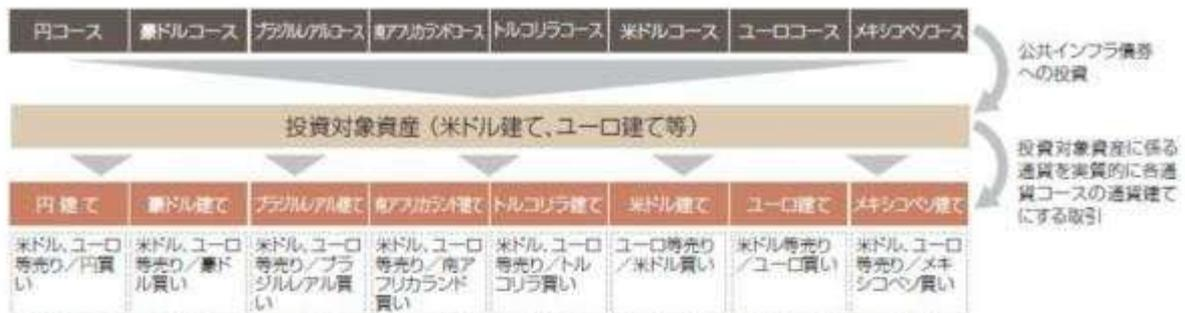 円コース 豪ドルコース ブラジルレアルコース 南アフリカランドコース トルコリラコース 米ドルコース ユーロコース メキシコペソコース
公共インフラ債券
への投資
投資対象資産（米ドル建て、ユーロ建て等）
投資対象資産に係る
通貨を実質的に各通
貨コースの通貨建て
にする取引
円建て 豪ドル建て ブラジルレアル建て 南アフリカランド建て トルコリラ建て 米ドル建て ユーロ建て メキシコペソ建て
米ドル、ユーロ
等売り／円買
い
米ドル、ユーロ
等売り／豪ド
ル買い
米ドル、ユーロ
等売り／ブラ
ジルレアル買
い
米ドル、ユーロ
等売り／南ア
フリカランド
買い
米ドル、ユーロ
等売り／トル
コリラ買い
ユーロ等売り
／米ドル買い
米ドル等売り
／ユーロ買い
米ドル、ユーロ
等売り／メキ
シコペソ買い